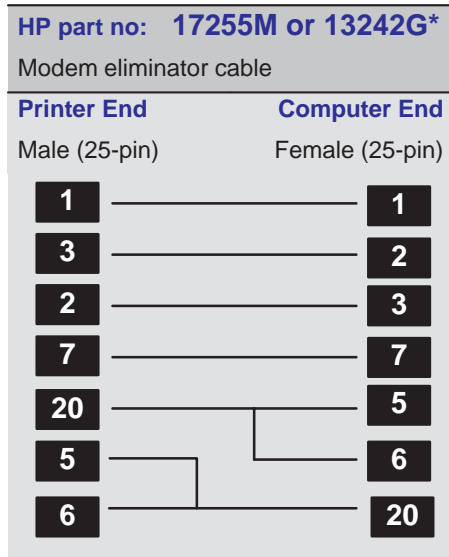 HP part no: 17255M or 13242G*
Modem eliminator cable
Printer End Computer End
Male (25-pin) Female (25-pin)
1 1
3 2
2 3
7 7
20 5
5 6
6 20